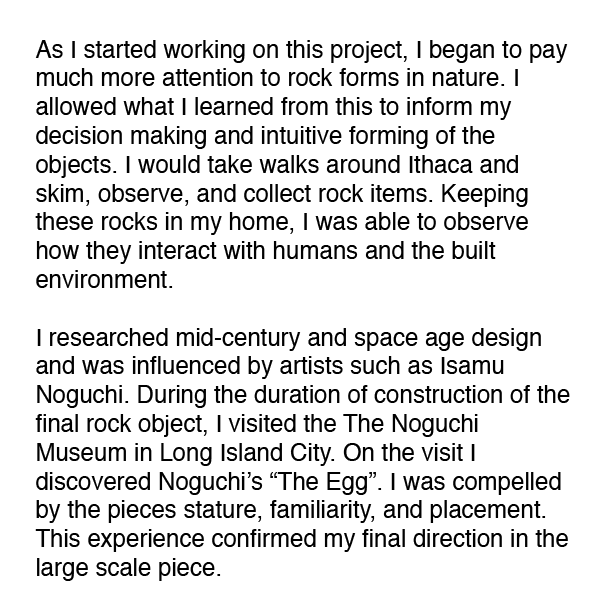 As I started working on this project, I began to pay
much more attention to rock forms in nature. I
allowed what I learned from this to inform my
decision making and intuitive forming of the
objects. I would take walks around Ithaca and
skim, observe, and collect rock items. Keeping
these rocks in my home, I was able to observe
how they interact with humans and the built
environment.

I researched mid-century and space age design
and was influenced by artists such as Isamu
Noguchi. During the duration of construction of the
final rock object, I visited the The Noguchi
Museum in Long Island City. On the visit I
discovered Noguchi’s “The Egg”. I was compelled
by the pieces stature, familiarity, and placement.
This experience confirmed my final direction in the
large scale piece.